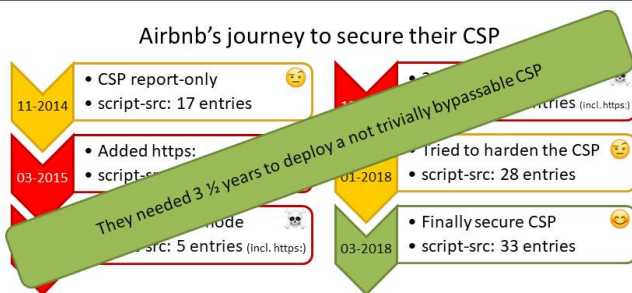 Airbnb's journey to secure their CSP
11-2014
• CSP report-only
• script-src: 17 entries
03-2015
• Added https:
• script-
ode
src: 5 entries (incl. https:)
entries (incl. https:)
01-2018
• Tried to harden the CSP
• script-src: 28 entries
03-2018
• Finally secure CSP
• script-src: 33 entries
They needed 3 ½ years to deploy a not trivially bypassable CSP